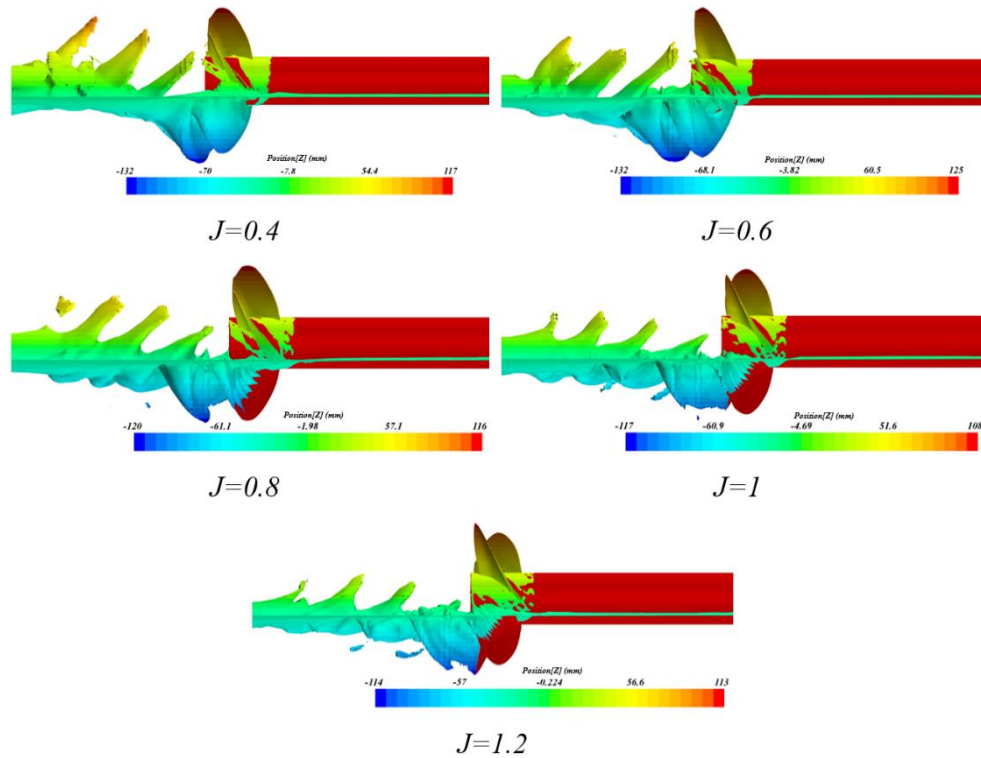 Position[Z] (mm)
-132 -70 -7.8 54.4 117
J=0.4
Position[Z] (mm)
-132 -68.1 -3.82 60.5 125
J=0.6
Position[Z] (mm)
-120 -61.1 -1.98 57.1 116
J=0.8
Position[Z] (mm)
-117 -60.9 -4.69 51.6 108
J=1
Position[Z] (mm)
-114 -57 -0.224 56.6 113
J=1.2